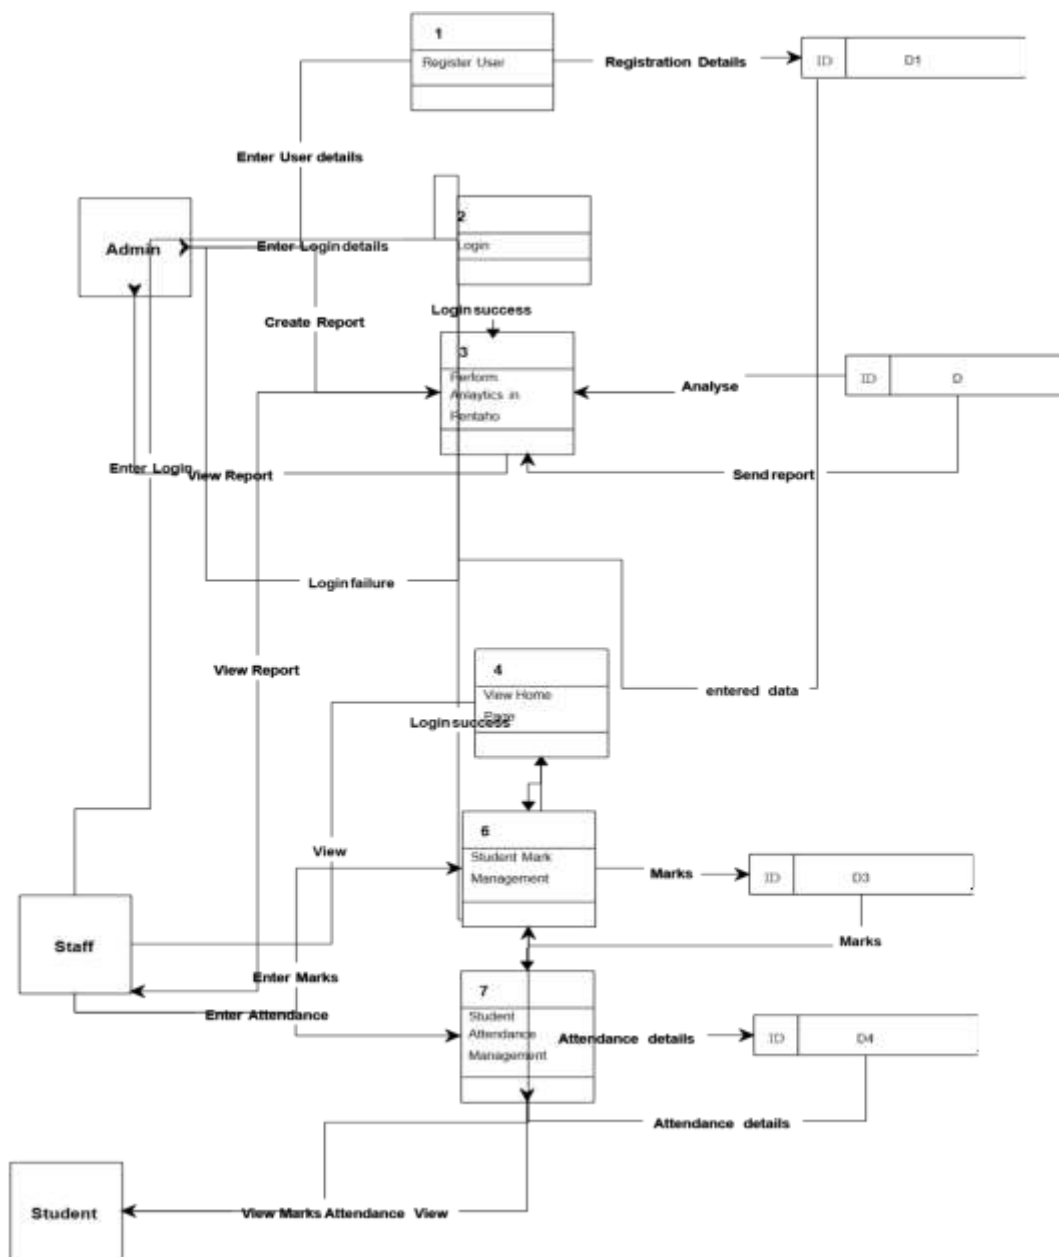 1
Register User
Registration Details
ID
D1
Enter User details
2
Admin
Enter Login details
Login
Login success
Create Report
3
Perform
Anlaytics in
Pentaho
Analyse
ID
D
Enter Login
View Report
Send report
Login failure
View Report
4
View Home
Page
entered data
Login success
6
View
Student Mark
Management
Marks
ID
D3
Staff
Marks
Enter Marks
7
Enter Attendance
Student
Attendance
Management
Attendance details
ID
D4
Attendance details
Student
View Marks Attendance View